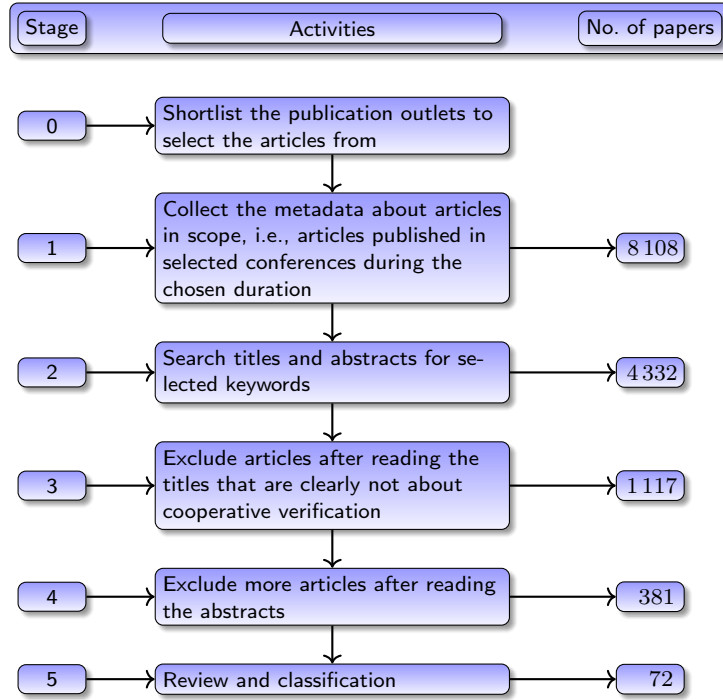 Stage Activities No. of papers
0
Shortlist the publication outlets to
select the articles from
1
Collect the metadata about articles
in scope, i.e., articles published in
selected conferences during the
chosen duration
8 108
2
Search titles and abstracts for se-
lected keywords
4 332
3
Exclude articles after reading the
titles that are clearly not about
cooperative verification
1 117
4
Exclude more articles after reading
the abstracts
381
5
Review and classification
72